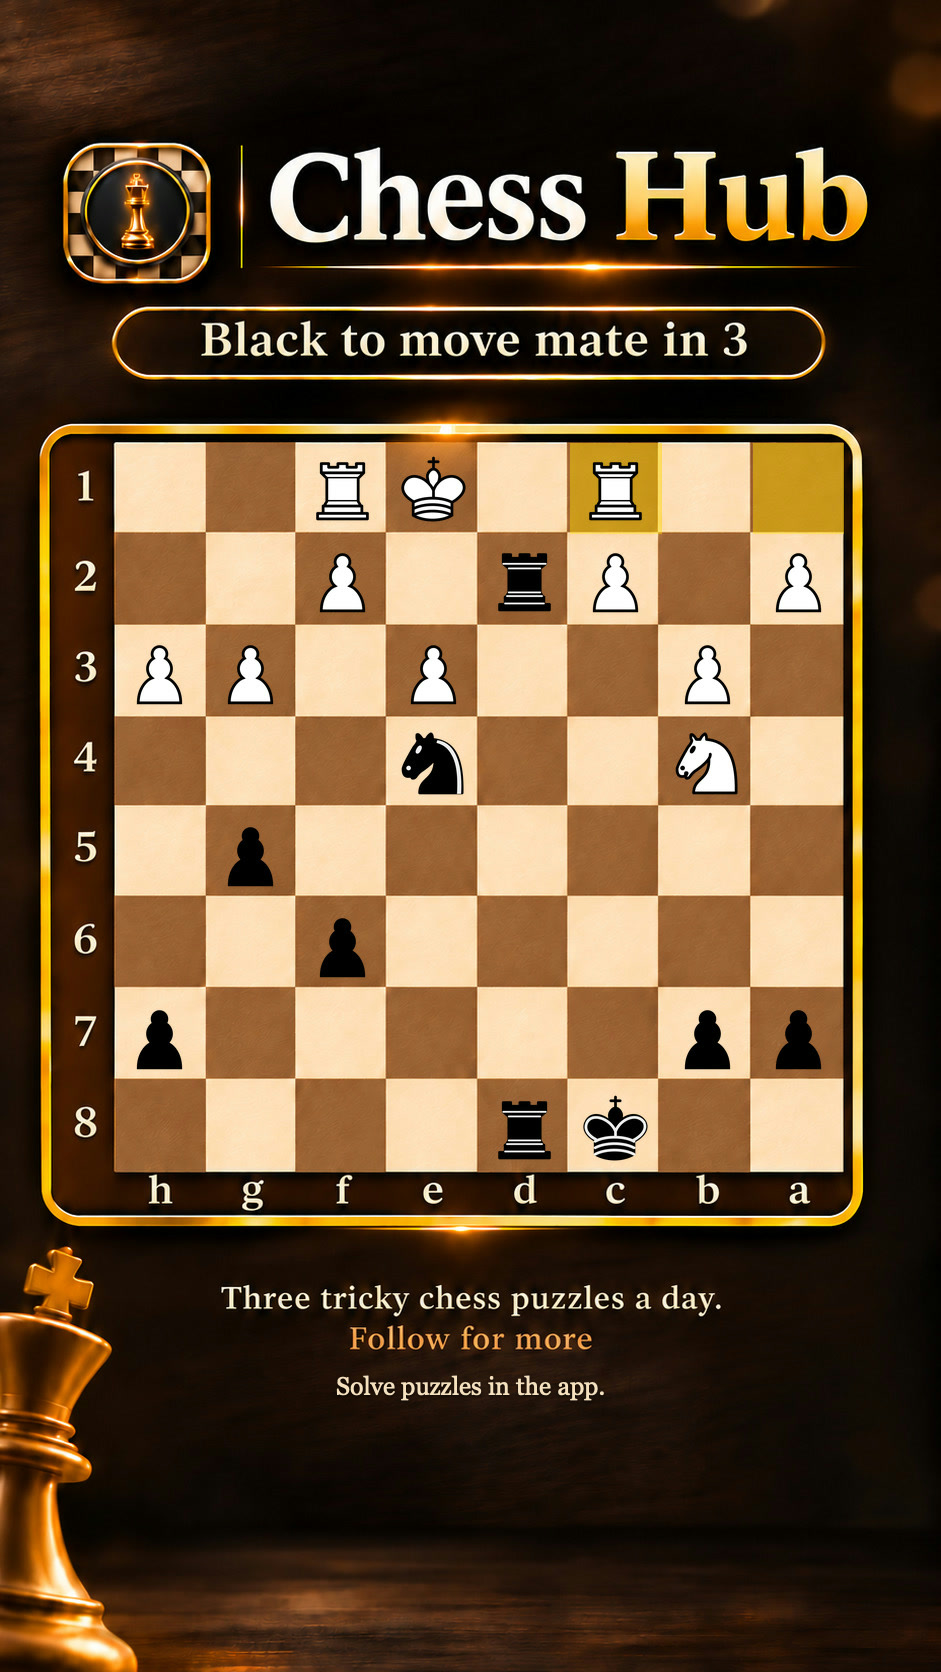 Chess Hub
Black to move mate in 3
1
2
3
4
5
6
7
8
h g f e d c b a
Three tricky chess puzzles a day.
Follow for more
Solve puzzles in the app.